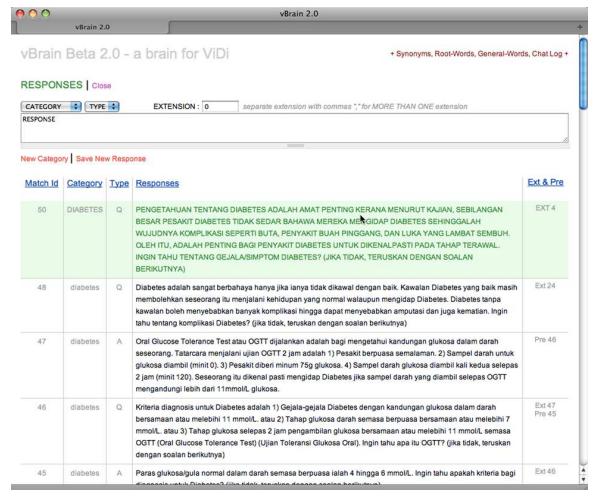 vBrain 2.0
vBrain 2.0
+
vBrain Beta 2.0 - a brain for ViDi
+ Synonyms, Root-Words, General-Words, Chat Log +
RESPONSES | Close
CATEGORY TYPE EXTENSION : 0 separate extension with commas "," for MORE THAN ONE extension
RESPONSE
New Category | Save New Response
Match Id Category Type Responses Ext & Pre
50 DIABETES Q PENGETAHUAN TENTANG DIABETES ADALAH AMAT PENTING KERANA MENURUT KAJIAN, SEBILANGAN EXT 4
BESAR PESAKIT DIABETES TIDAK SEDAR BAHAWA MEREKA MENGIDAP DIABETES SEHINGGALAH
WUJUDNYA KOMPLIKASI SEPERTI BUTA, PENYAKIT BUAH PINGGANG, DAN LUKA YANG LAMBAT SEMBUH.
OLEH ITU, ADALAH PENTING BAGI PENYAKIT DIABETES UNTUK DIKENALPASTI PADA TAHAP TERAWAL.
INGIN TAHU TENTANG GEJALA/SIMPTOM DIABETES? (JIKA TIDAK, TERUSKAN DENGAN SOALAN
BERIKUTNYA)
48 diabetes Q Diabetes adalah sangat berbahaya hanya jika ianya tidak dikawal dengan baik. Kawalan Diabetes yang baik masih Ext 24
membolehkan seseorang itu menjalani kehidupan yang normal walaupun mengidap Diabetes. Diabetes tanpa
kawalan boleh menyebabkan banyak komplikasi hingga dapat menyebabkan amputasi dan juga kematian. Ingin
tahu tentang komplikasi Diabetes? (jika tidak, teruskan dengan soalan berikutnya)
47 diabetes A Oral Glucose Tolerance Test atau OGTT dijalankan adalah bagi mengetahui kandungan glukosa dalam darah Pre 46
seseorang. Tatarcara menjalani ujian OGTT 2 jam adalah 1) Pesakit berpuasa semalaman. 2) Sampel darah untuk
glukosa diambil (minit 0). 3) Pesakit diberi minum 75g glukosa. 4) Sampel darah glukosa diambil kali kedua selepas
2 jam (minit 120). Seseorang itu dikenal pasti mengidap Diabetes jika sampel darah yang diambil selepas OGTT
mengandungi lebih dari 11mmol/L glukosa.
46 diabetes Q Kriteria diagnosis untuk Diabetes adalah 1) Gejala-gejala Diabetes dengan kandungan glukosa dalam darah Ext 47
bersamaan atau melebihi 11 mmol/L. atau 2) Tahap glukosa darah semasa berpuasa bersamaan atau melebihi 7 Pre 45
mmol/L. atau 3) Tahap glukosa selepas 2 jam pengambilan glukosa bersamaan atau melebihi 11 mmol/L semasa
OGTT (Oral Glucose Tolerance Test) (Ujian Toleransi Glukosa Oral). Ingin tahu apa itu OGTT? (jika tidak, teruskan
dengan soalan berikutnya)
45 diabetes A Paras glukosa/gula normal dalam darah semasa berpuasa ialah 4 hingga 6 mmol/L. Ingin tahu apakah kriteria bagi Ext 46
diagnosis untuk Diabetes? (jika tidak, teruskan dengan soalan berikutnya)